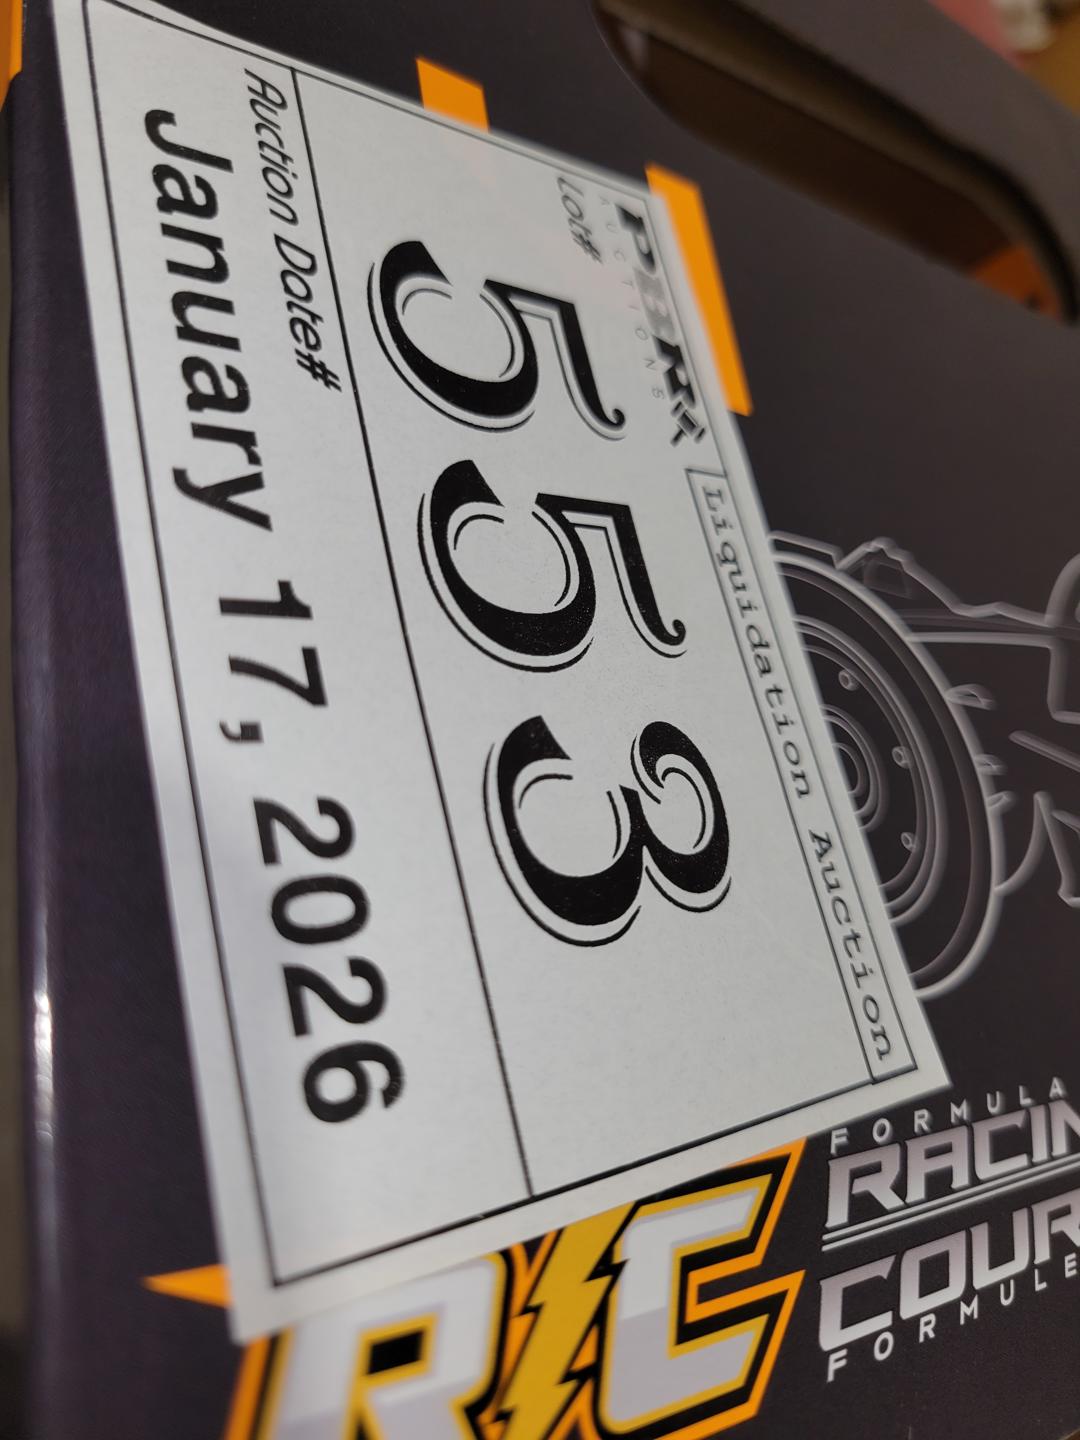 PBR
AUCTIONS
Liquidation Auction
Lot#
553
Auction Date#
January 17, 2026
R/C
FORMULA
RACIN
COUR
FORMULE